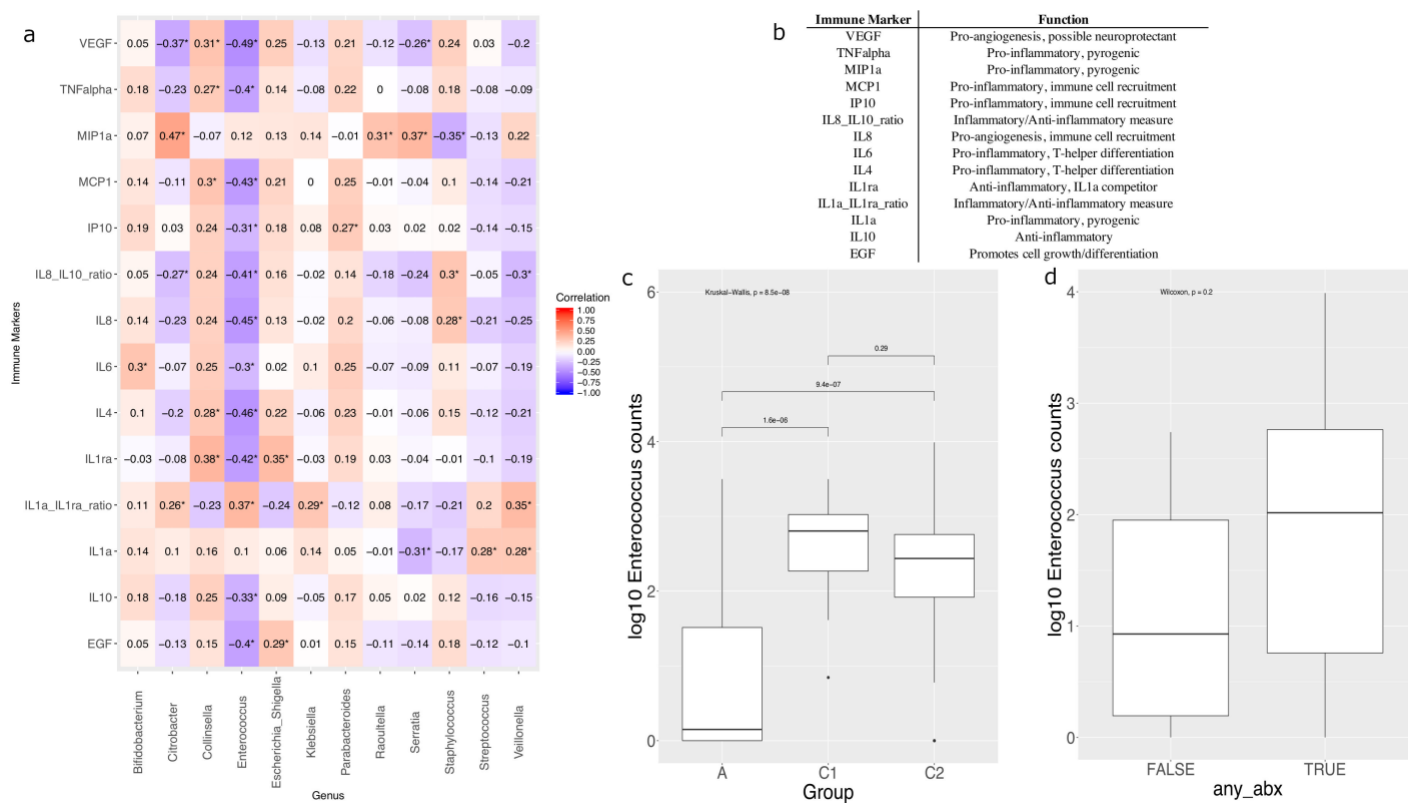 a
VEGF 0.05 −0.37* 0.31* −0.49* 0.25 −0.13 0.21 −0.12 −0.26* 0.24 0.03 −0.2
TNFalpha 0.18 −0.23 0.27* −0.4* 0.14 −0.08 0.22 0 −0.08 0.18 −0.08 −0.09
MIP1a 0.07 0.47* −0.07 0.12 0.13 0.14 −0.01 0.31* 0.37* −0.35* −0.13 0.22
MCP1 0.14 −0.11 0.3* −0.43* 0.21 0 0.25 −0.01 −0.04 0.1 −0.14 −0.21
IP10 0.19 0.03 0.24 −0.31* 0.18 0.08 0.27* 0.03 0.02 0.02 −0.14 −0.15
IL8_IL10_ratio 0.05 −0.27* 0.24 −0.41* 0.16 −0.02 0.14 −0.18 −0.24 0.3* −0.05 −0.3*
IL8 0.14 −0.23 0.24 −0.45* 0.13 −0.02 0.2 −0.06 −0.08 0.28* −0.21 −0.25
IL6 0.3* −0.07 0.25 −0.3* 0.02 0.1 0.25 −0.07 −0.09 0.11 −0.07 −0.19
IL4 0.1 −0.2 0.28* −0.46* 0.22 −0.06 0.23 −0.01 −0.06 0.15 −0.12 −0.21
IL1ra −0.03 −0.08 0.38* −0.42* 0.35* −0.03 0.19 0.03 −0.04 −0.01 −0.1 −0.19
IL1a_IL1ra_ratio 0.11 0.26* −0.23 0.37* −0.24 0.29* −0.12 0.08 −0.17 −0.21 0.2 0.35*
IL1a 0.14 0.1 0.16 0.1 0.06 0.14 0.05 −0.01 −0.31* −0.17 0.28* 0.28*
IL10 0.18 −0.18 0.25 −0.33* 0.09 −0.05 0.17 0.05 0.02 0.12 −0.16 −0.15
EGF 0.05 −0.13 0.15 −0.4* 0.29* 0.01 0.15 −0.11 −0.14 0.18 −0.12 −0.1
Immune Markers
Bifidobacterium Citrobacter Collinsella Enterococcus Escherichia_Shigella Klebsiella Parabacteroides Raoultella Serratia Staphylococcus Streptococcus Veillonella
Genus
Correlation
1.00
0.75
0.50
0.25
0.00
−0.25
−0.50
−0.75
−1.00
b
Immune Marker Function
VEGF Pro-angiogenesis, possible neuroprotectant
TNFalpha Pro-inflammatory, pyrogenic
MIP1a Pro-inflammatory, pyrogenic
MCP1 Pro-inflammatory, immune cell recruitment
IP10 Pro-inflammatory, immune cell recruitment
IL8_IL10_ratio Inflammatory/Anti-inflammatory measure
IL8 Pro-angiogenesis, immune cell recruitment
IL6 Pro-inflammatory, T-helper differentiation
IL4 Pro-inflammatory, T-helper differentiation
IL1ra Anti-inflammatory, IL1a competitor
IL1a_IL1ra_ratio Inflammatory/Anti-inflammatory measure
IL1a Pro-inflammatory, pyrogenic
IL10 Anti-inflammatory
EGF Promotes cell growth/differentiation
c
Kruskal−Wallis, p = 8.5e−08
0.29
9.4e−07
1.6e−06
log10 Enterococcus counts
6
4
2
0
A C1 C2
Group
d
Wilcoxon, p = 0.2
log10 Enterococcus counts
4
3
2
1
0
FALSE TRUE
any_abx